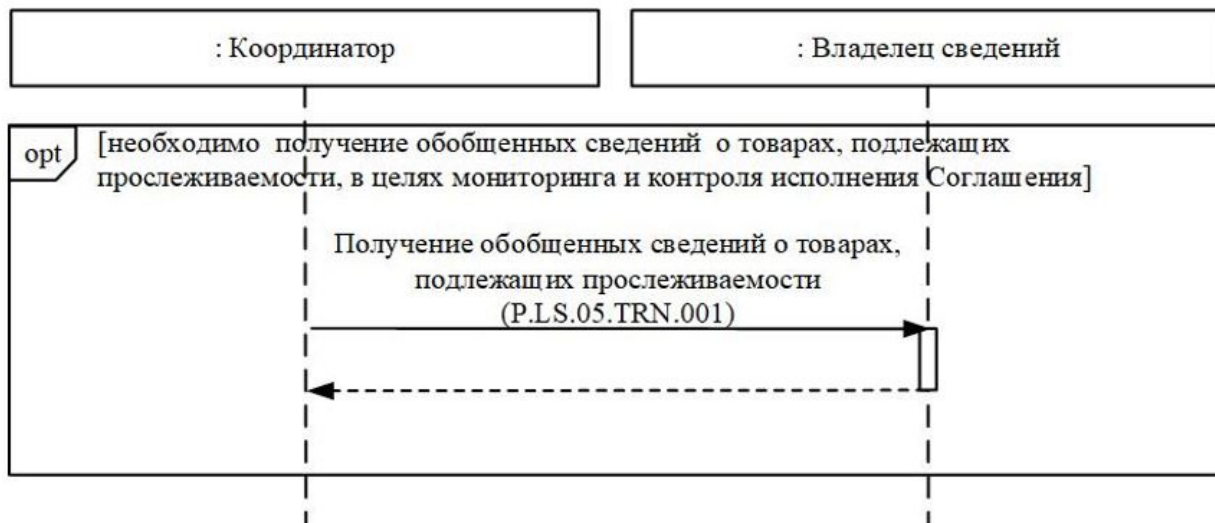 : Координатор
: Владелец сведений
opt
[необходимо получение обобщенных сведений о товарах, подлежащих
прослеживаемости, в целях мониторинга и контроля исполнения Соглашения]
Получение обобщенных сведений о товарах,
подлежащих прослеживаемости
(P.LS.05.TRN.001)